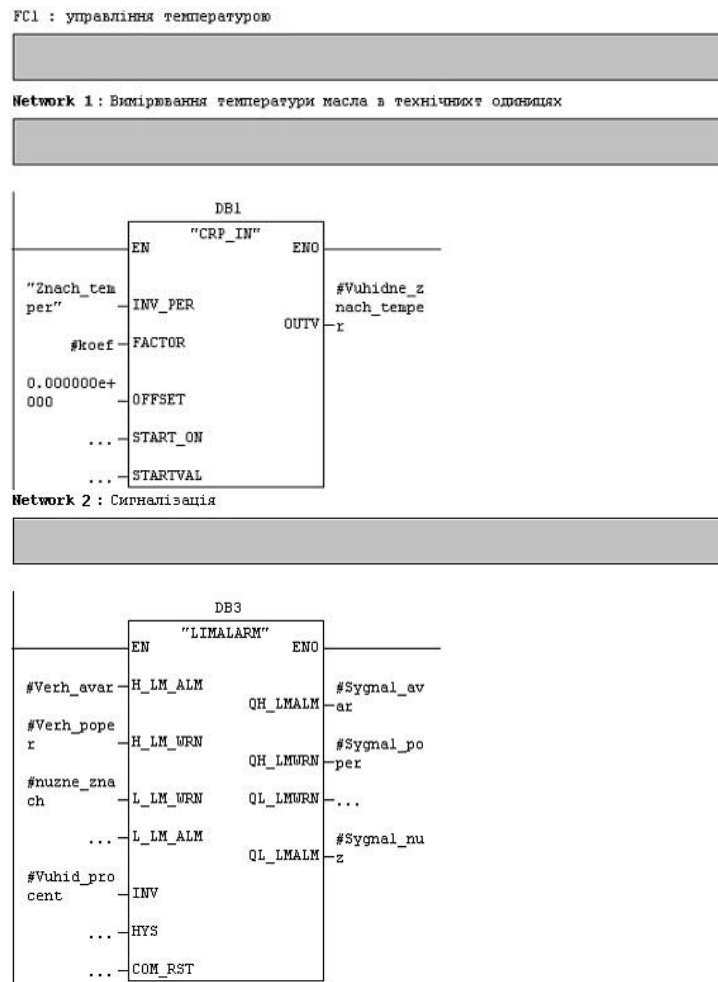 FC1 : управління температурою
Network 1 : Вимірювання температури масла в технічнихт одиницях
DB1
"CRP_IN"
EN ENO
"Znach_tem
per"
INV_PER
#Vuhidne_z
nach_tempe
r
OUTV
#koef FACTOR
0.000000e+
000
OFFSET
... START_ON
... STARTVAL
Network 2 : Сигналізація
DB3
"LIMALARM"
EN ENO
#Verh_avar H_LM_ALM
#Sygnal_av
ar
QH_LMALM
#Verh_pope
r
H_LM_WRN
#Sygnal_po
per
QH_LMWRN
#nuzne_zna
ch
L_LM_WRN
QL_LMWRN ...
... L_LM_ALM
#Sygnal_nu
z
QL_LMALM
#Vuhid_pro
cent
INV
... HYS
... COM_RST